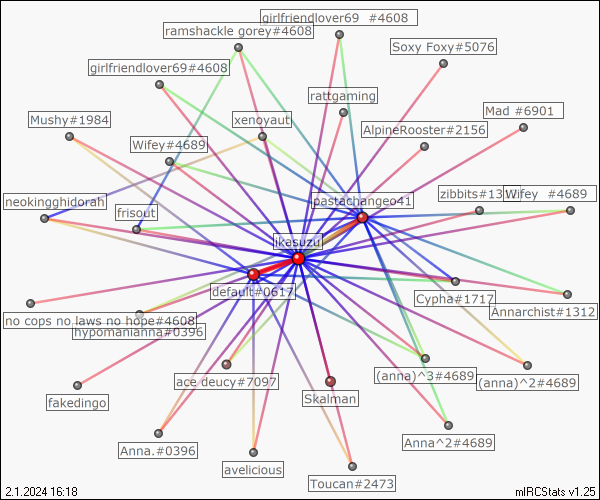 girlfriendlover69  #4608
ramshackle gorey#4608
Soxy Foxy#5076
girlfriendlover69#4608
rattgaming
Mad #6901
Mushy#1984
xenoyaut
AlpineRooster#2156
Wifey#4689
zibbits#1312
Wifey  #4689
neokingghidorah
pastachangeo41
frisout
ikasuzu
default#0617
Cypha#1717
Annarchist#1312
no cops no laws no hope#4608
hypomanianna#0396
ace deucy#7097
(anna)^3#4689
(anna)^2#4689
fakedingo
Skalman
Anna.#0396
Anna^2#4689
avelicious
Toucan#2473
2.1.2024 16:18
mIRCStats v1.25